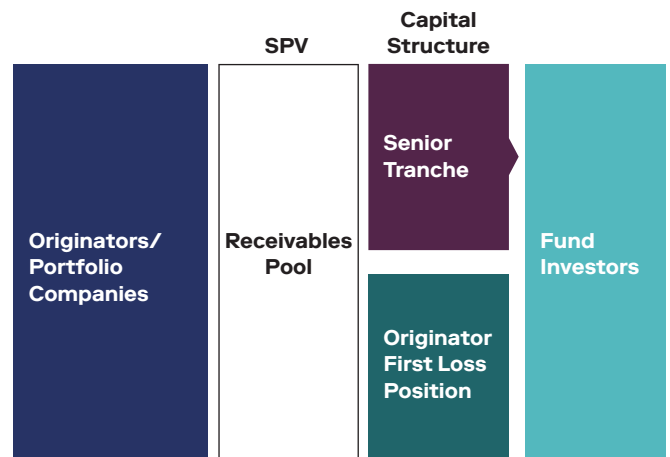 SPV
Capital
Structure
Originators/
Portfolio
Companies
Receivables
Pool
Senior
Tranche
Originator
First Loss
Position
Fund
Investors